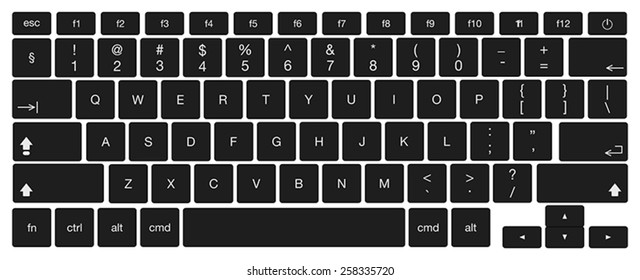 esc f1 f2 f3 f4 f5 f6 f7 f8 f9 f10 f1 f12
§ ! 1 @ 2 # 3 $ 4 % 5 ^ 6 & 7 * 8 ( 9 ) 0 _ - + = ←
→| Q W E R T Y U I O P { [ } ] | \
A S D F G H J K L : ; " ,
Z X C V B N M < ` > . ? /
fn ctrl alt cmd cmd alt ◄ ▲ ▼ ►
shutterstock.com · 258335720